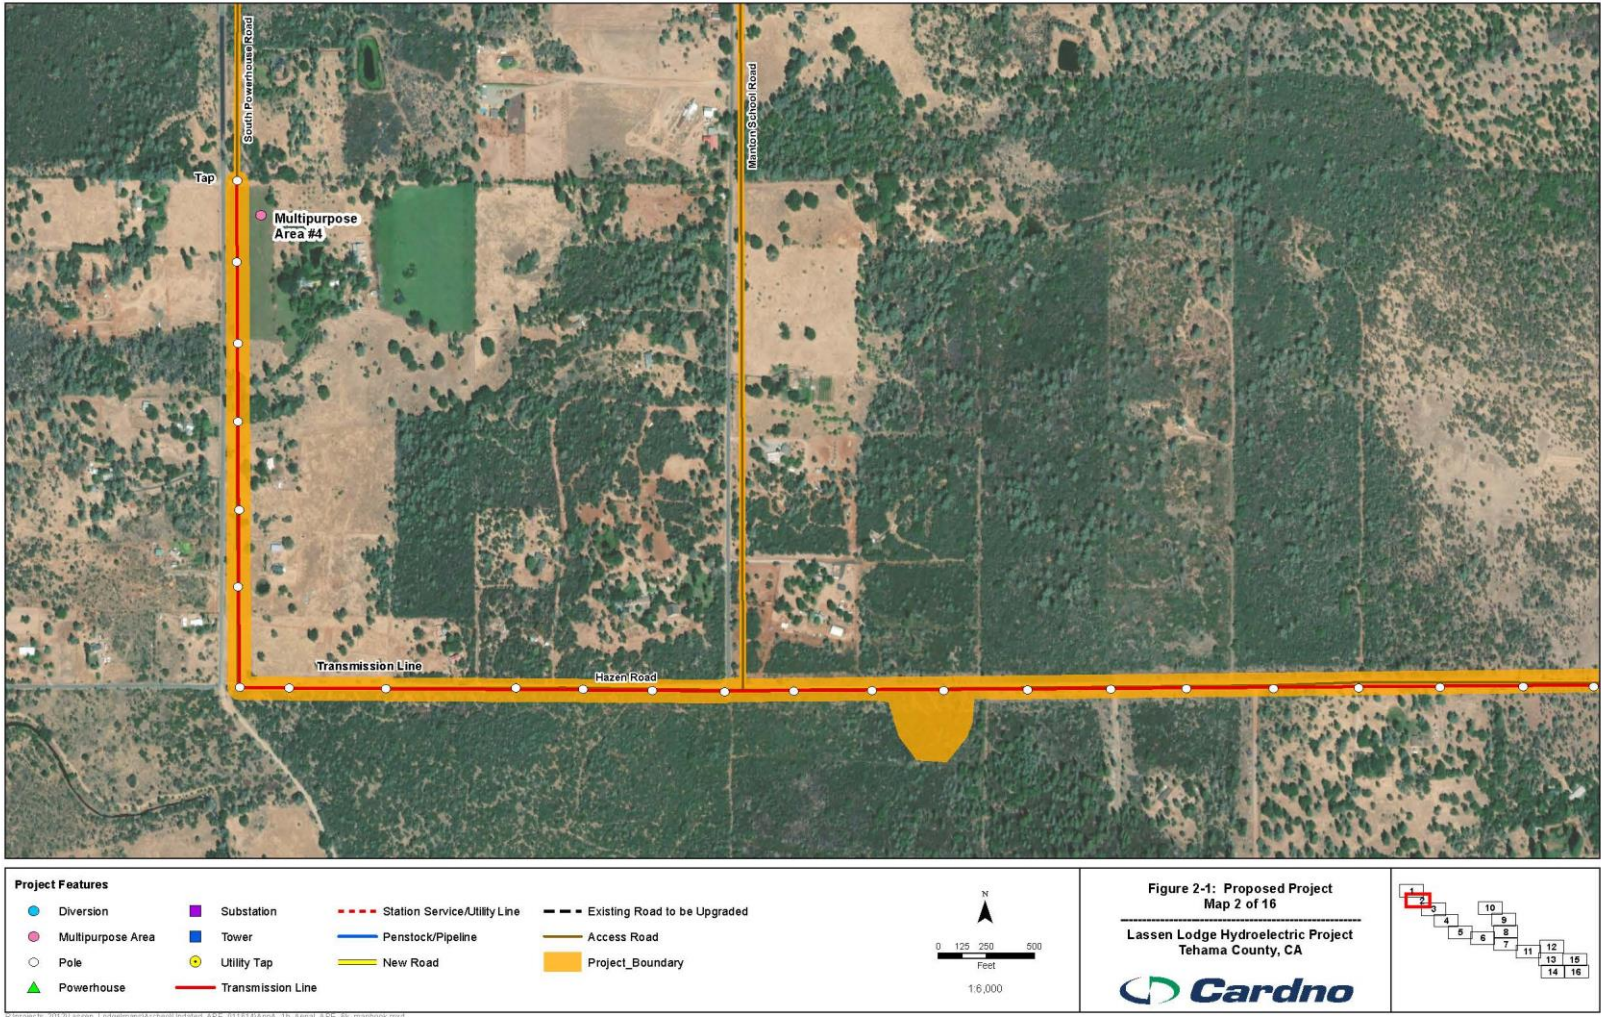 South Powerhouse Road
Manton School Road
Tap
Multipurpose
Area #4
Transmission Line
Hazen Road
Project Features
Diversion
Multipurpose Area
Pole
Powerhouse
Substation
Tower
Utility Tap
Transmission Line
Station Service/Utility Line
Penstock/Pipeline
New Road
Existing Road to be Upgraded
Access Road
Project_Boundary
N
0 125 250 500
Feet
1:6,000
Figure 2-1: Proposed Project
Map 2 of 16
Lassen Lodge Hydroelectric Project
Tehama County, CA
Cardno
1
2
3
4
5
6
7
8
9
10
11
12
13
15
14
16